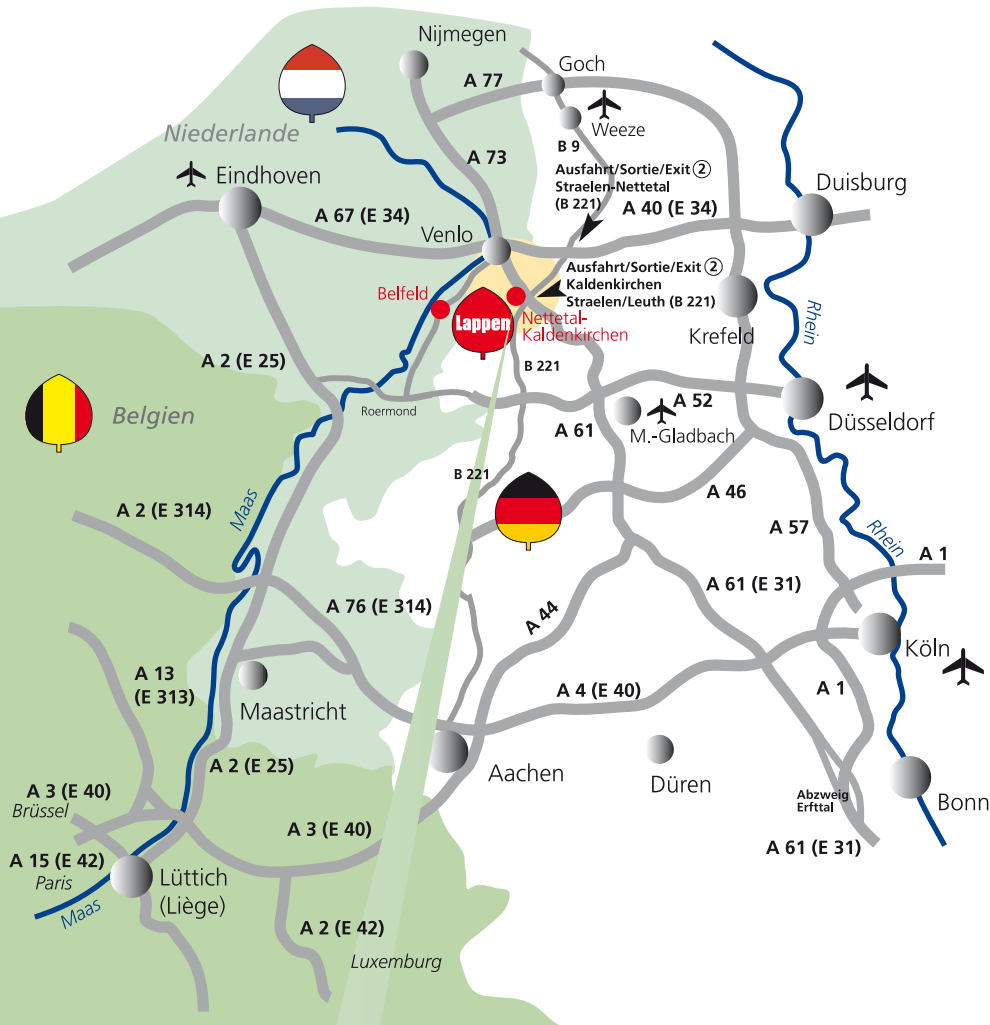 Nijmegen
Goch
A 77
Weeze
Niederlande
B 9
A 73
Ausfahrt/Sortie/Exit ②
Straelen-Nettetal
(B 221)
Eindhoven
Duisburg
A 67 (E 34)
A 40 (E 34)
Venlo
Ausfahrt/Sortie/Exit ②
Kaldenkirchen
Straelen/Leuth (B 221)
Belfeld
Lappen
Nettetal-
Kaldenkirchen
Rhein
Krefeld
A 2 (E 25)
B 221
Roermond
A 52
Belgien
A 61
M.-Gladbach
Düsseldorf
B 221
A 46
Maas
A 2 (E 314)
A 57
Rhein
A 1
A 76 (E 314)
A 44
A 61 (E 31)
Köln
A 13
(E 313)
A 4 (E 40)
A 1
Maastricht
A 2 (E 25)
Aachen
Düren
A 3 (E 40)
Brüssel
Abzweig
Erfttal
Bonn
A 3 (E 40)
A 61 (E 31)
A 15 (E 42)
Paris
Lüttich
(Liège)
Maas
A 2 (E 42)
Luxemburg